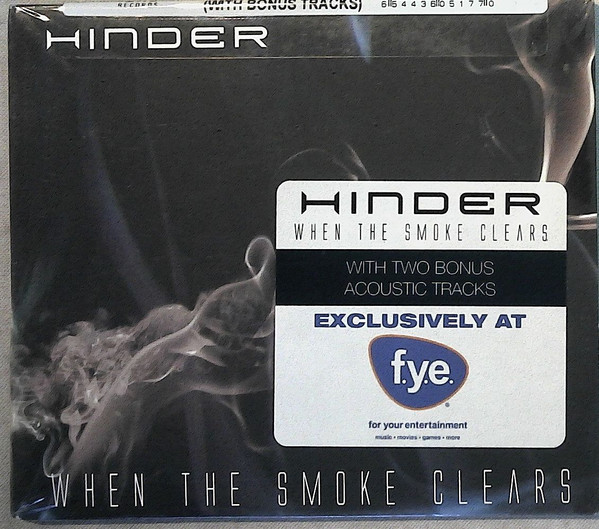 RECORDS
(WITH BONUS TRACKS)
HINDER
HINDER
WHEN THE SMOKE CLEARS
WITH TWO BONUS
ACOUSTIC TRACKS
EXCLUSIVELY AT
f.y.e.
for your entertainment
music • movies • games • more
WHEN THE SMOKE CLEARS